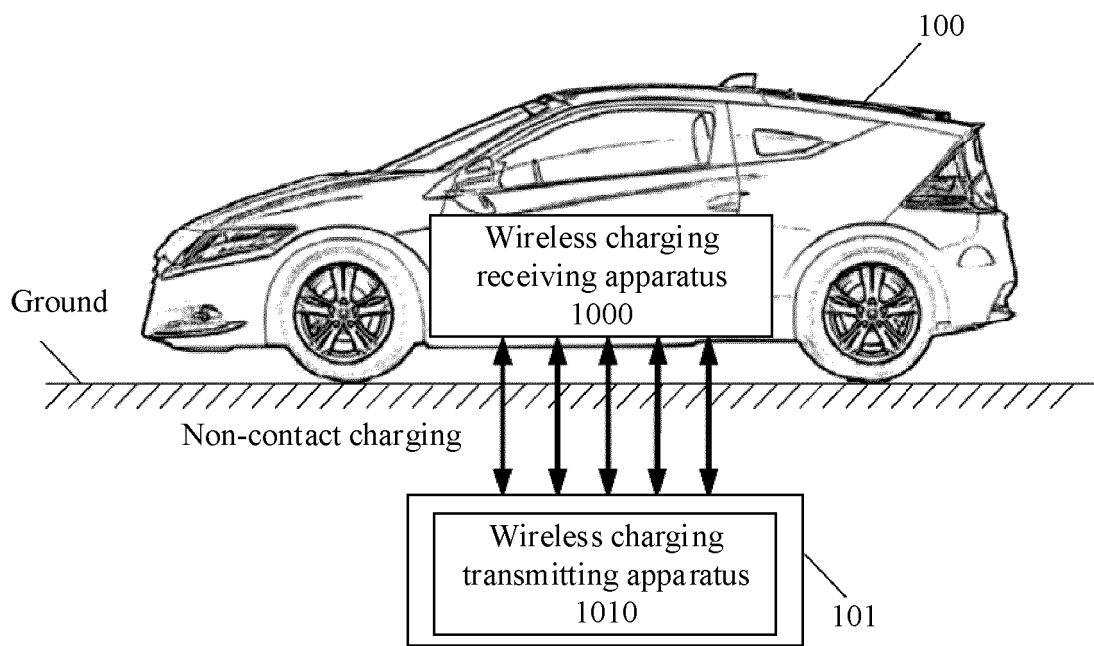 100
Wireless charging
receiving apparatus
1000
Ground
Non-contact charging
Wireless charging
transmitting apparatus
1010
101